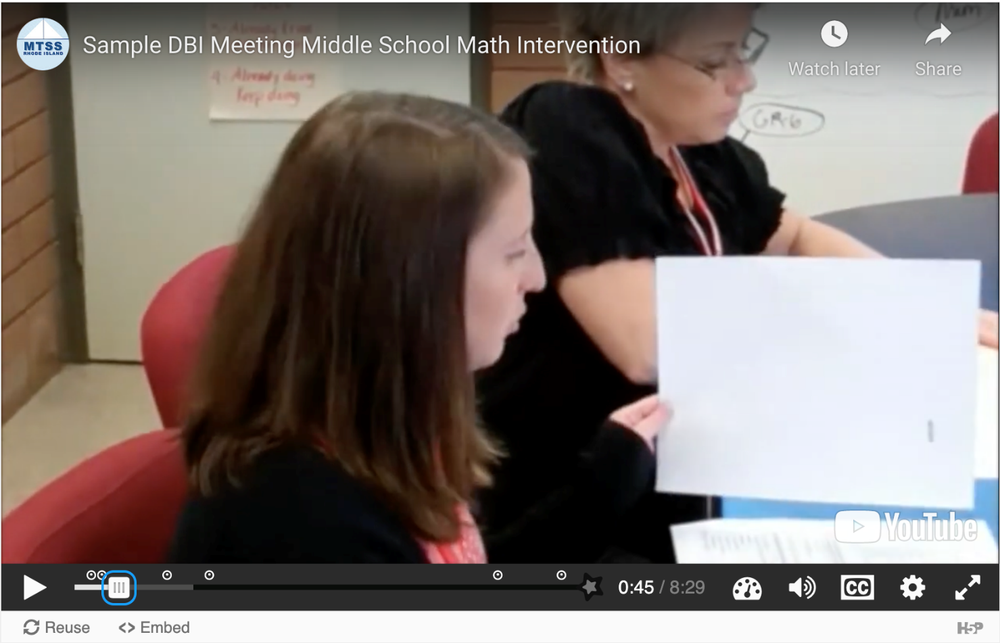 MTSS
RHODE ISLAND
Sample DBI Meeting Middle School Math Intervention
Watch later
Share
Already doing
Keep doing
GR-6
YouTube
0:45 / 8:29
CC
Reuse
<> Embed
H5P